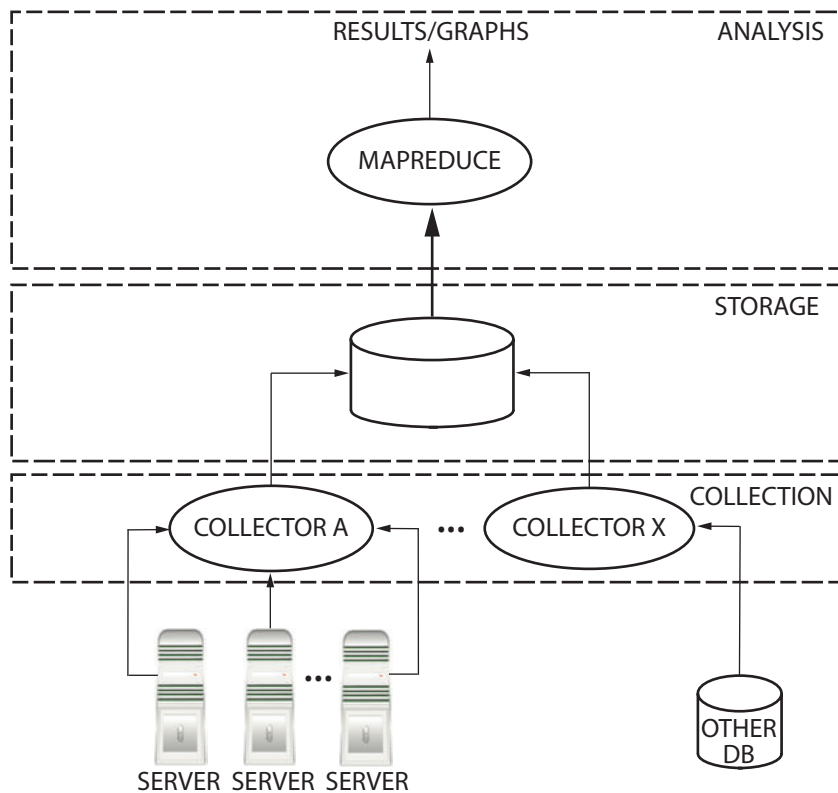 RESULTS/GRAPHS
ANALYSIS
MAPREDUCE
STORAGE
COLLECTION
COLLECTOR A
...
COLLECTOR X
...
OTHER
DB
SERVER
SERVER
SERVER